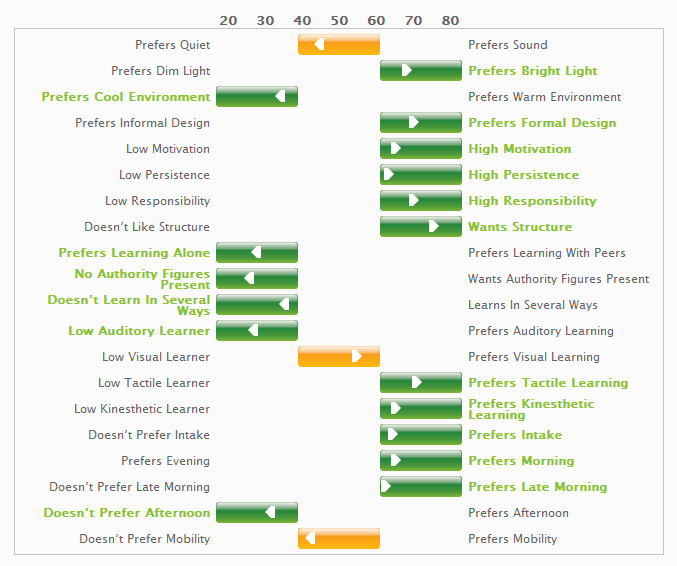 20 30 40 50 60 70 80
Prefers Quiet Prefers Sound
Prefers Dim Light Prefers Bright Light
Prefers Cool Environment Prefers Warm Environment
Prefers Informal Design Prefers Formal Design
Low Motivation High Motivation
Low Persistence High Persistence
Low Responsibility High Responsibility
Doesn't Like Structure Wants Structure
Prefers Learning Alone Prefers Learning With Peers
No Authority Figures
Present
Wants Authority Figures Present
Doesn't Learn In Several
Ways
Learns In Several Ways
Low Auditory Learner Prefers Auditory Learning
Low Visual Learner Prefers Visual Learning
Low Tactile Learner Prefers Tactile Learning
Low Kinesthetic Learner
Prefers Kinesthetic
Learning
Doesn't Prefer Intake Prefers Intake
Prefers Evening Prefers Morning
Doesn't Prefer Late Morning Prefers Late Morning
Doesn't Prefer Afternoon Prefers Afternoon
Doesn't Prefer Mobility Prefers Mobility